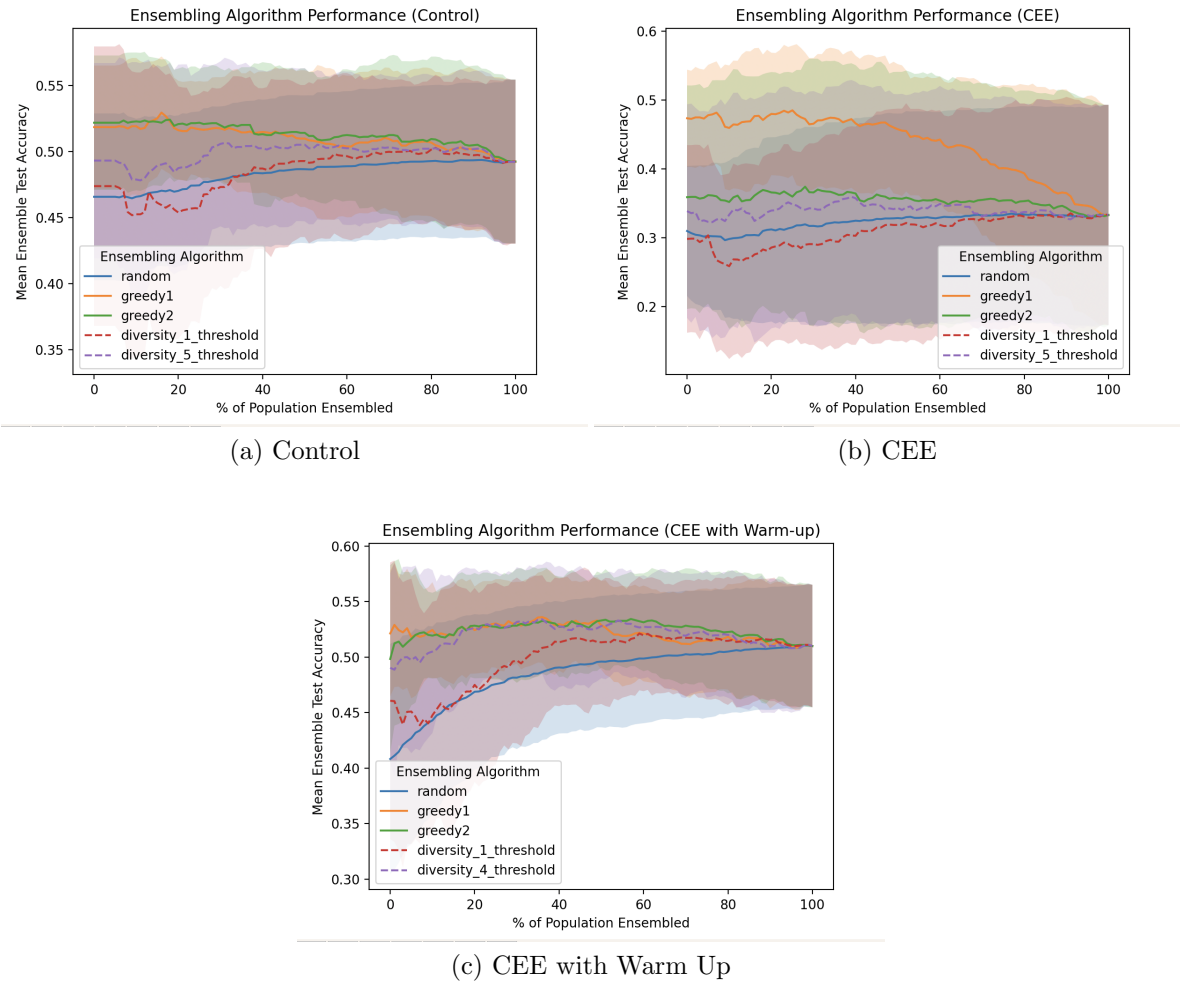 Ensembling Algorithm Performance (Control)
Mean Ensemble Test Accuracy
0.55
0.50
0.45
0.40
0.35
Ensembling Algorithm
random
greedy1
greedy2
diversity_1_threshold
diversity_5_threshold
0 20 40 60 80 100
% of Population Ensembled
(a) Control
Ensembling Algorithm Performance (CEE)
Mean Ensemble Test Accuracy
0.6
0.5
0.4
0.3
0.2
Ensembling Algorithm
random
greedy1
greedy2
diversity_1_threshold
diversity_5_threshold
0 20 40 60 80 100
% of Population Ensembled
(b) CEE
Ensembling Algorithm Performance (CEE with Warm-up)
Mean Ensemble Test Accuracy
0.60
0.55
0.50
0.45
0.40
0.35
0.30
Ensembling Algorithm
random
greedy1
greedy2
diversity_1_threshold
diversity_4_threshold
0 20 40 60 80 100
% of Population Ensembled
(c) CEE with Warm Up